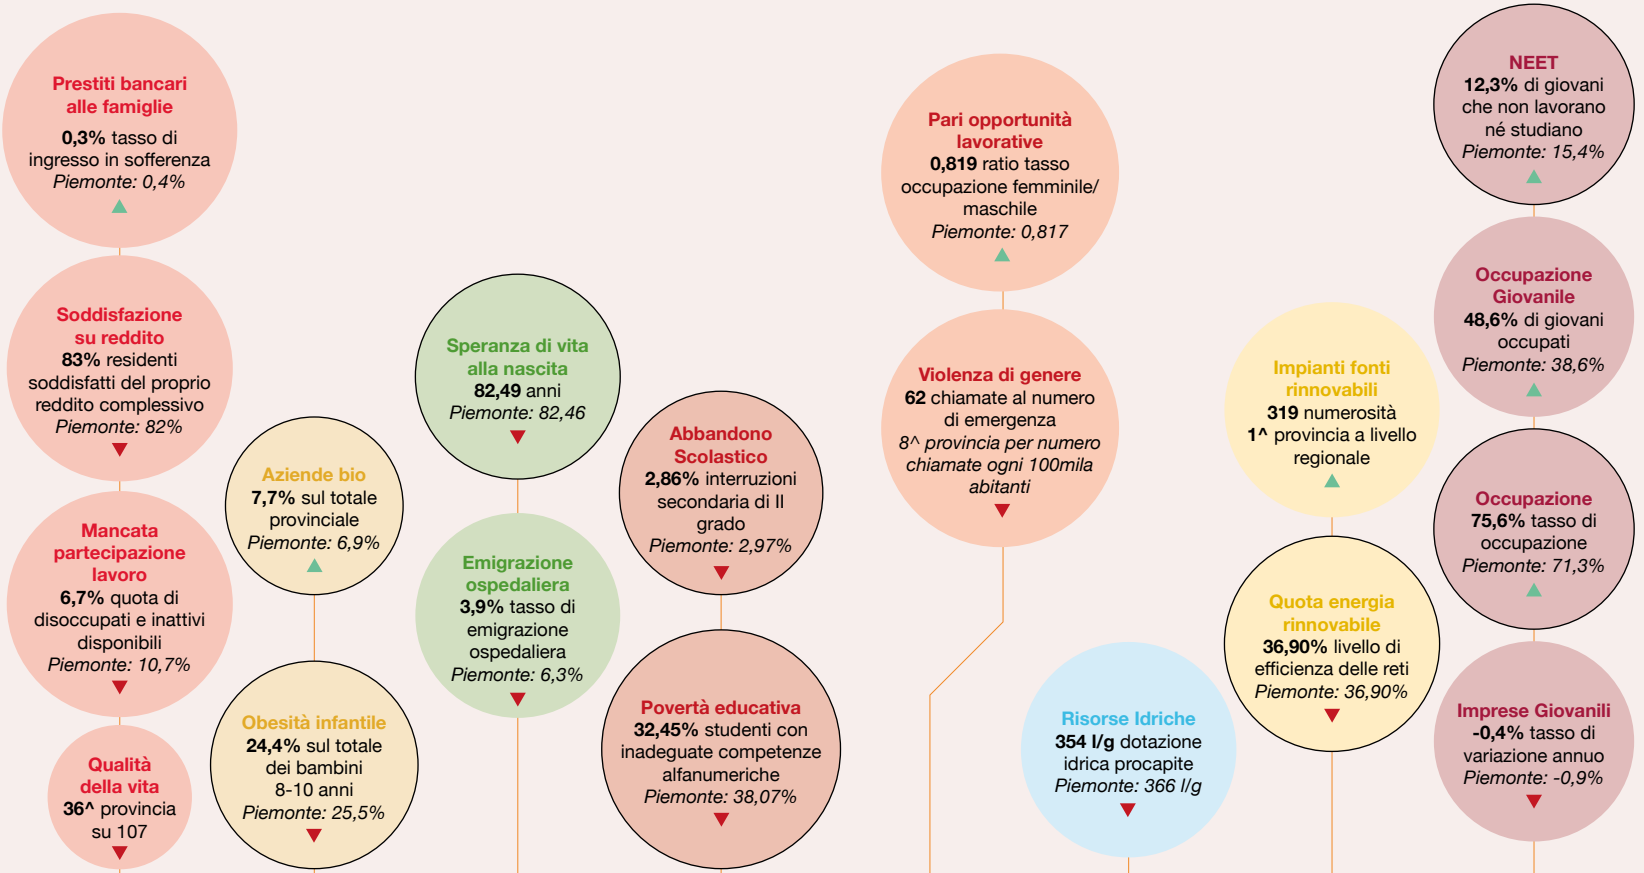 Prestiti bancari
alle famiglie
0,3% tasso di
ingresso in sofferenza
Piemonte: 0,4%
Soddisfazione
su reddito
83% residenti
soddisfatti del proprio
reddito complessivo
Piemonte: 82%
Mancata
partecipazione
lavoro
6,7% quota di
disoccupati e inattivi
disponibili
Piemonte: 10,7%
Qualità
della vita
36^ provincia
su 107
Aziende bio
7,7% sul totale
provinciale
Piemonte: 6,9%
Obesità infantile
24,4% sul totale
dei bambini
8-10 anni
Piemonte: 25,5%
Speranza di vita
alla nascita
82,49 anni
Piemonte: 82,46
Emigrazione
ospedaliera
3,9% tasso di
emigrazione
ospedaliera
Piemonte: 6,3%
Abbandono
Scolastico
2,86% interruzioni
secondaria di II
grado
Piemonte: 2,97%
Povertà educativa
32,45% studenti con
inadeguate competenze
alfanumeriche
Piemonte: 38,07%
Pari opportunità
lavorative
0,819 ratio tasso
occupazione femminile/
maschile
Piemonte: 0,817
Violenza di genere
62 chiamate al numero
di emergenza
8^ provincia per numero
chiamate ogni 100mila
abitanti
Risorse Idriche
354 l/g dotazione
idrica procapite
Piemonte: 366 l/g
Impianti fonti
rinnovabili
319 numerosità
1^ provincia a livello
regionale
Quota energia
rinnovabile
36,90% livello di
efficienza delle reti
Piemonte: 36,90%
NEET
12,3% di giovani
che non lavorano
né studiano
Piemonte: 15,4%
Occupazione
Giovanile
48,6% di giovani
occupati
Piemonte: 38,6%
Occupazione
75,6% tasso di
occupazione
Piemonte: 71,3%
Imprese Giovanili
-0,4% tasso di
variazione annuo
Piemonte: -0,9%